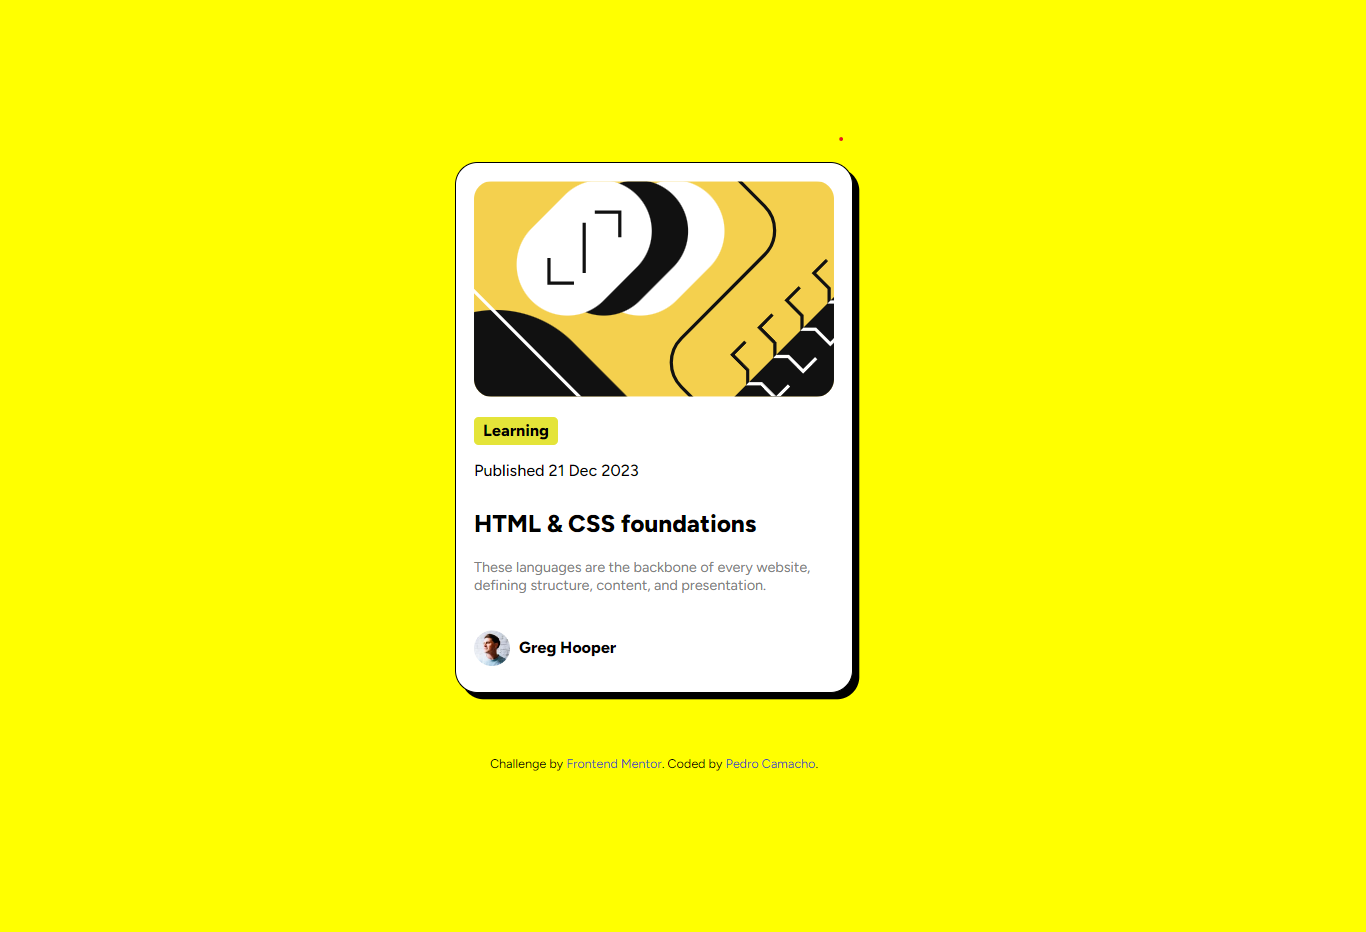 Learning
Published 21 Dec 2023
HTML & CSS foundations
These languages are the backbone of every website,
defining structure, content, and presentation.
Greg Hooper
Challenge by Frontend Mentor. Coded by Pedro Camacho.